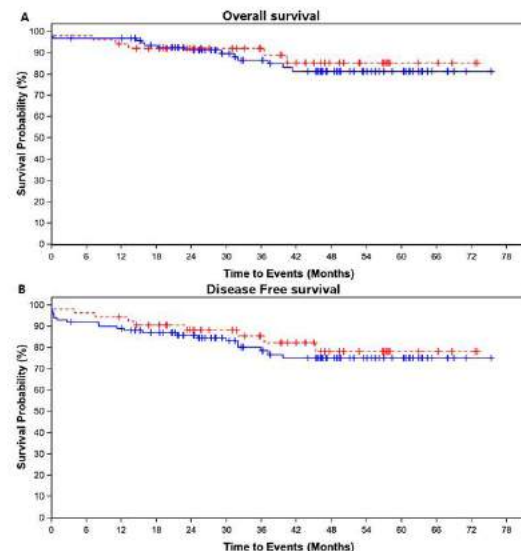 A
Overall survival
Survival Probability (%)
100
90
80
70
60
50
40
30
20
10
0
0 6 12 18 24 30 36 42 48 54 60 66 72 78
Time to Events (Months)
B
Disease Free survival
Survival Probability (%)
100
90
80
70
60
50
40
30
20
10
0
0 6 12 18 24 30 36 42 48 54 60 66 72 78
Time to Events (Months)